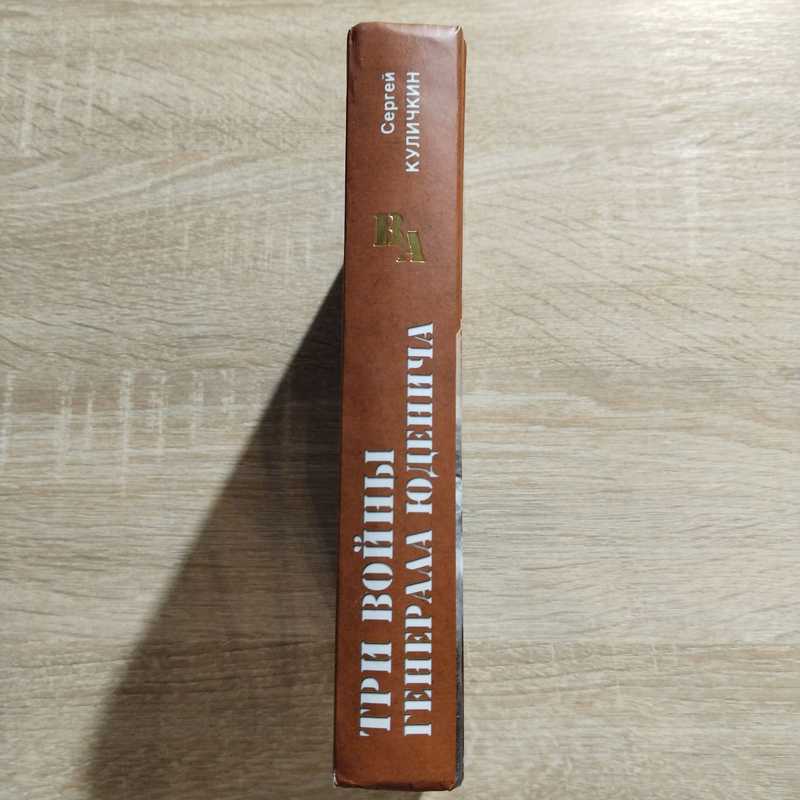 Сергей
КУЛИЧКИН
ВА
ТРИ ВОЙНЫ
ГЕНЕРАЛА ЮДЕНИЧА